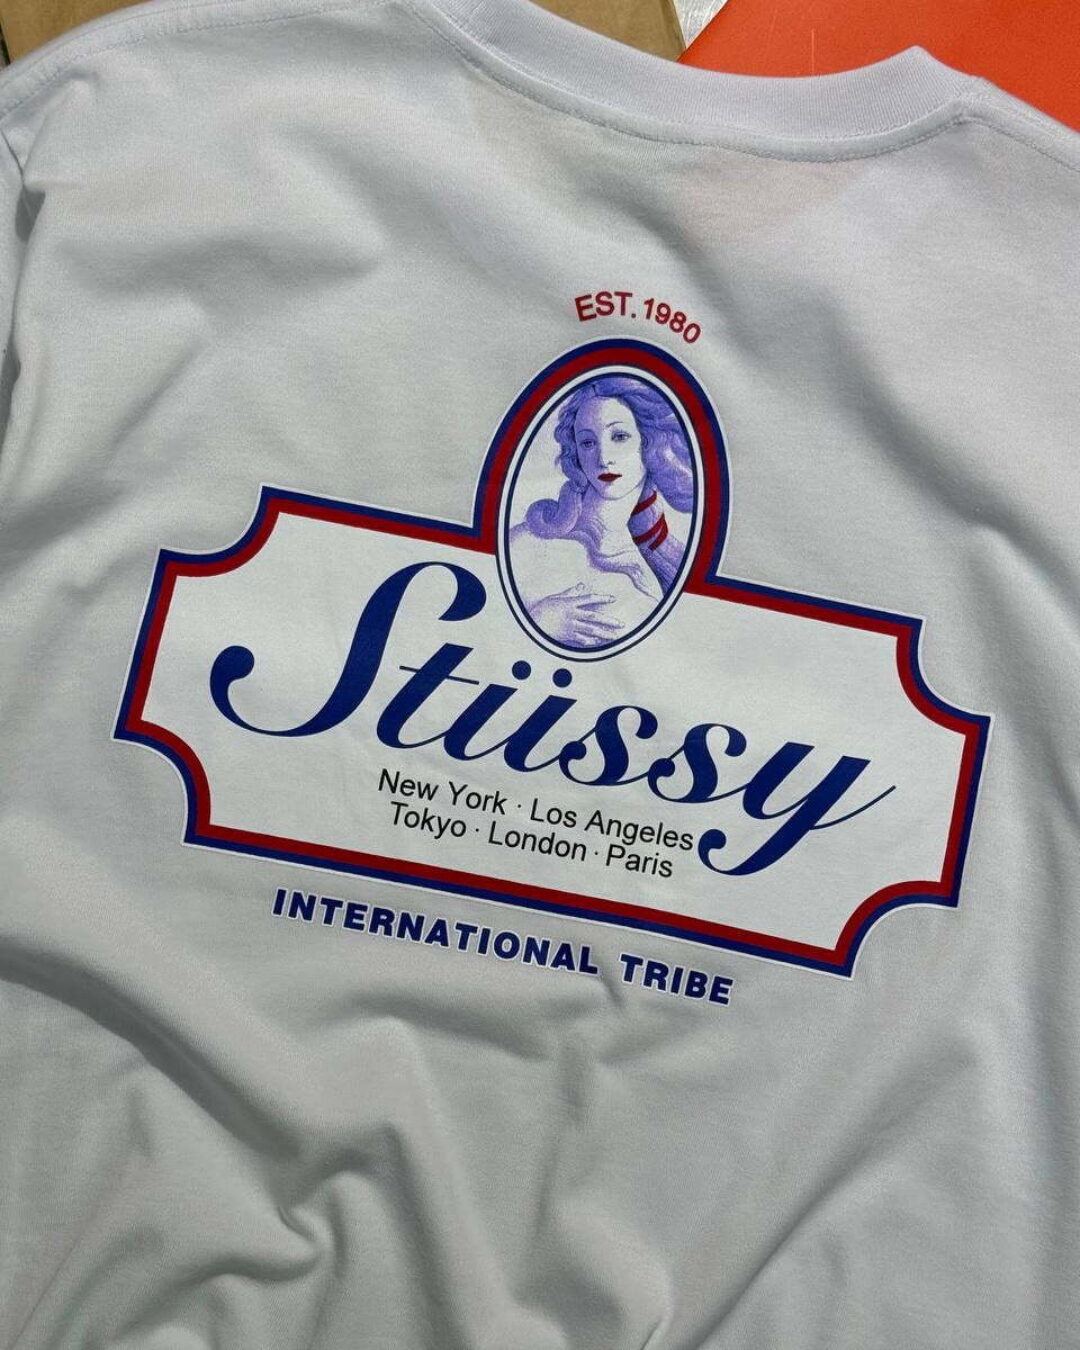 EST. 1980
Stüssy
New York · Los Angeles
Tokyo · London · Paris
INTERNATIONAL TRIBE